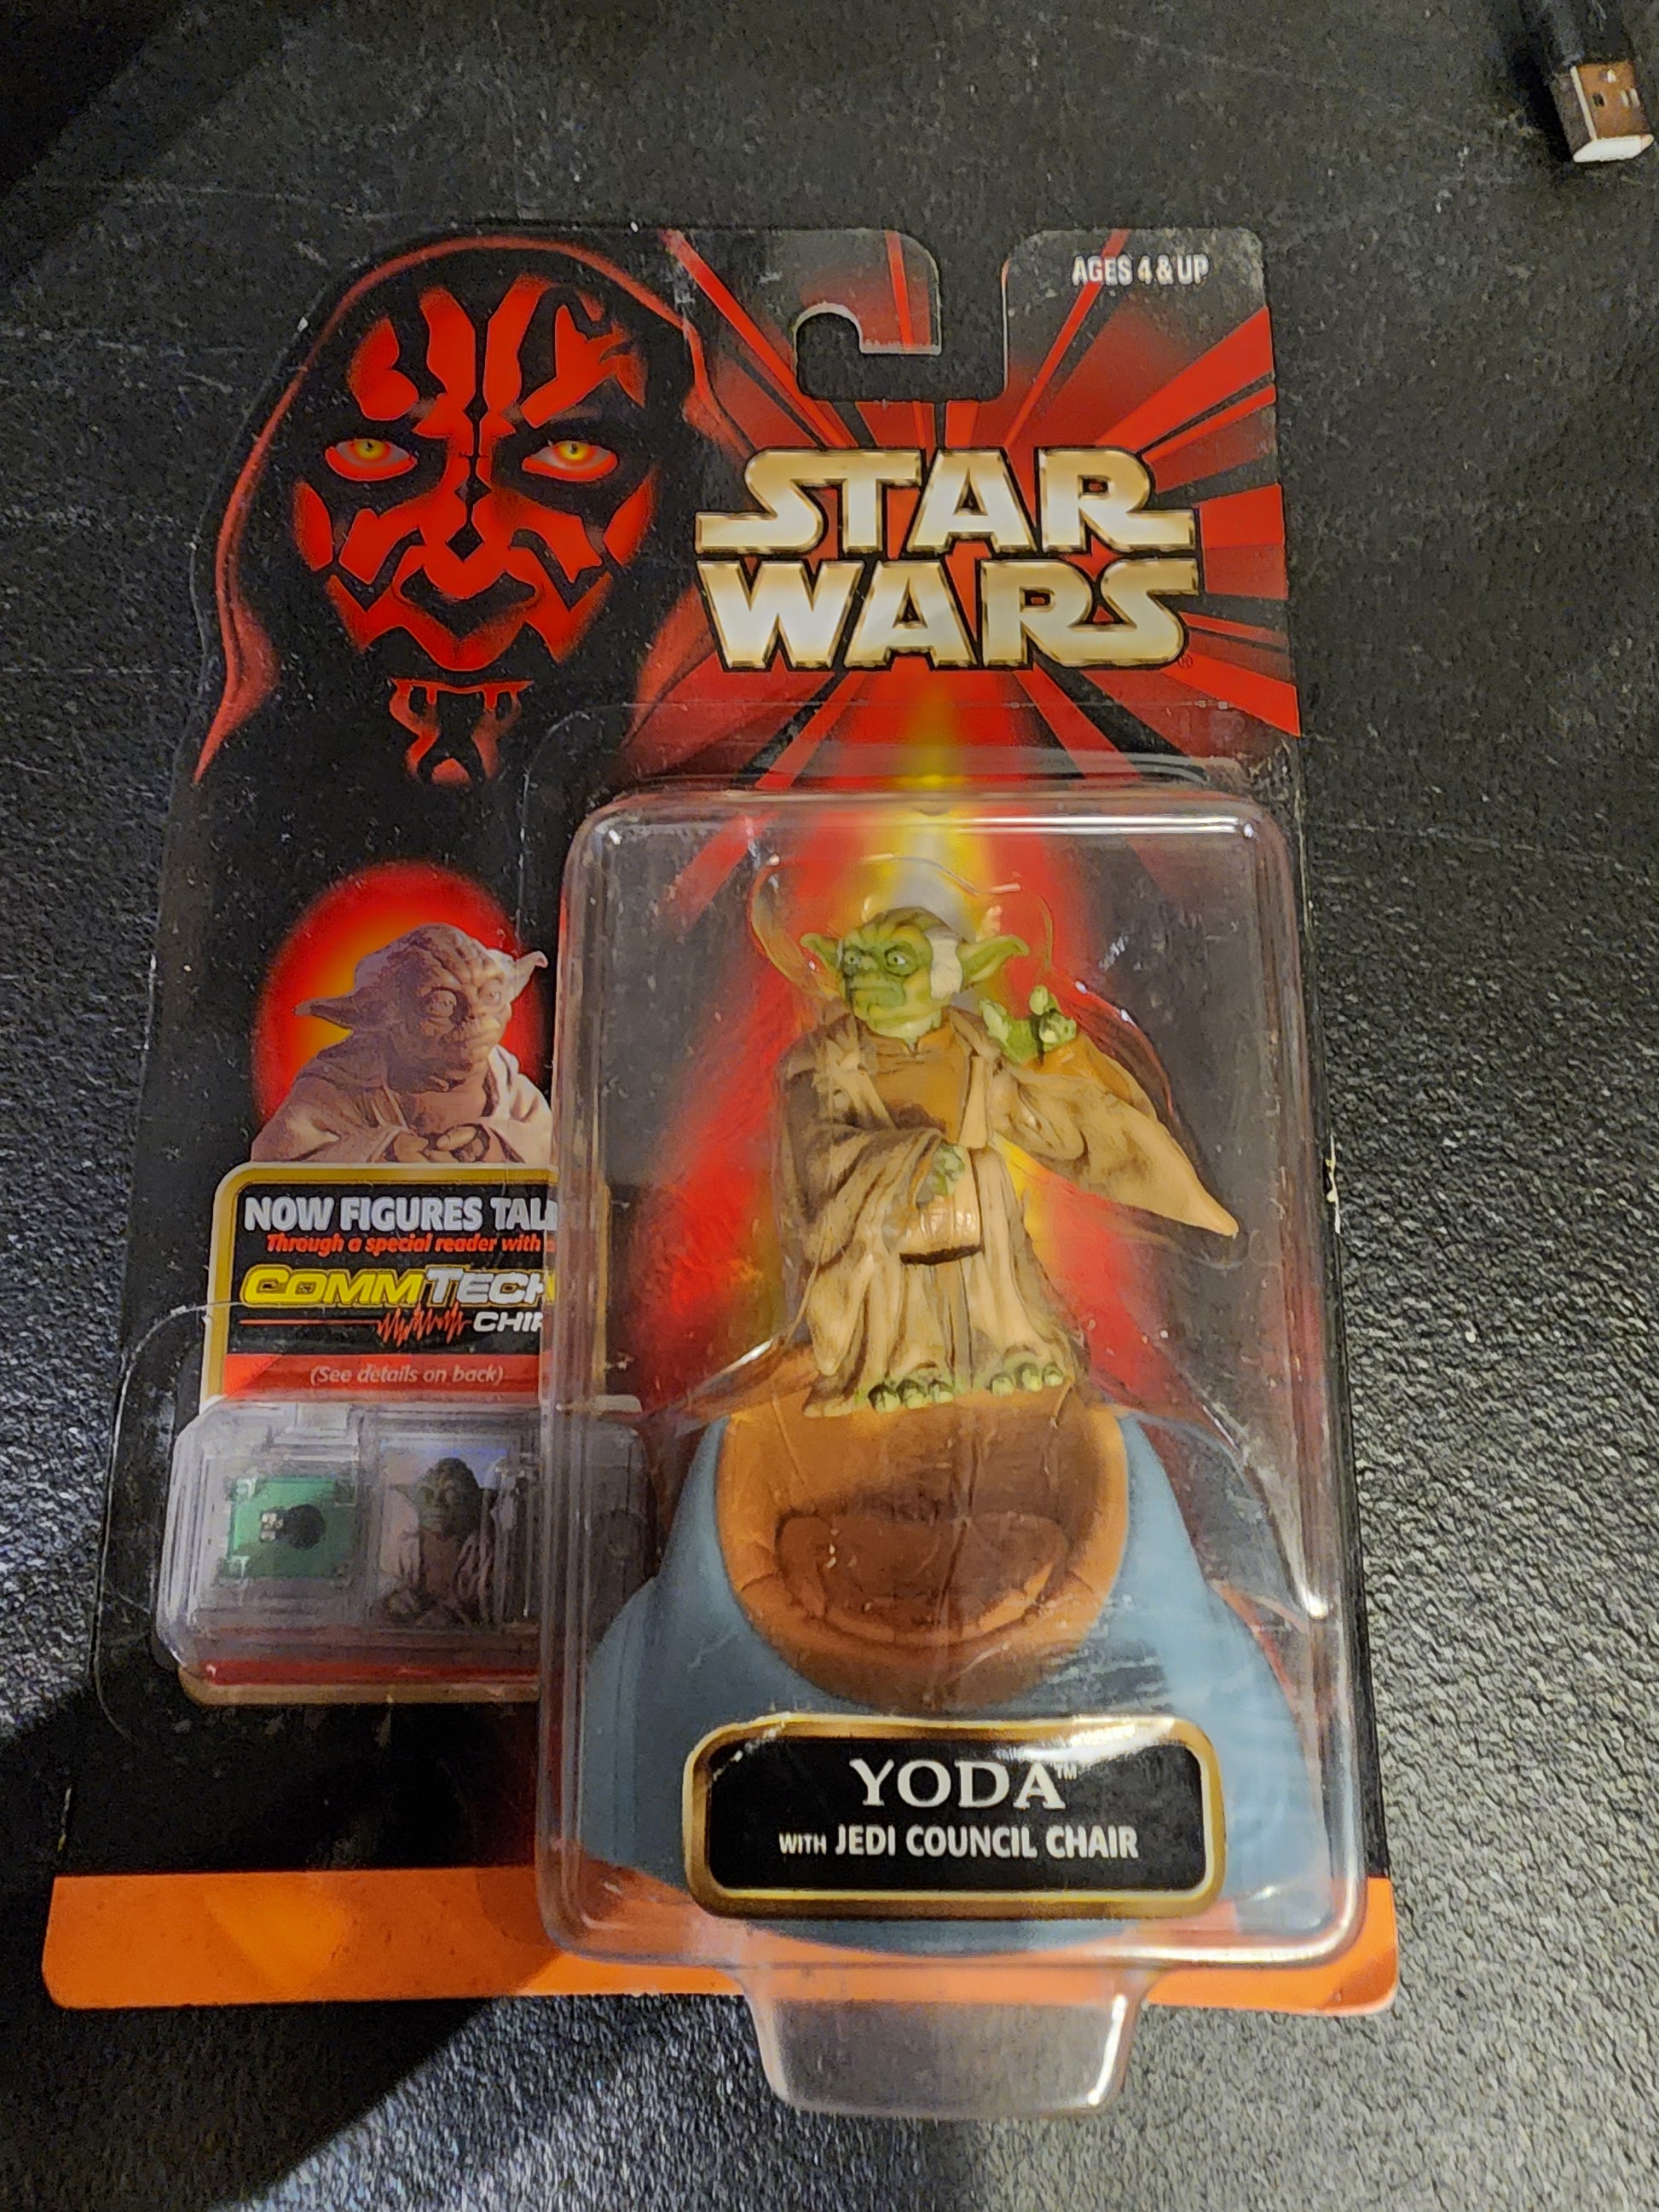 AGES 4 & UP
STAR
WARS®
NOW FIGURES TAL
Through a special reader with
COMMTECH
CHIP
(See details on back)
YODA™
WITH JEDI COUNCIL CHAIR